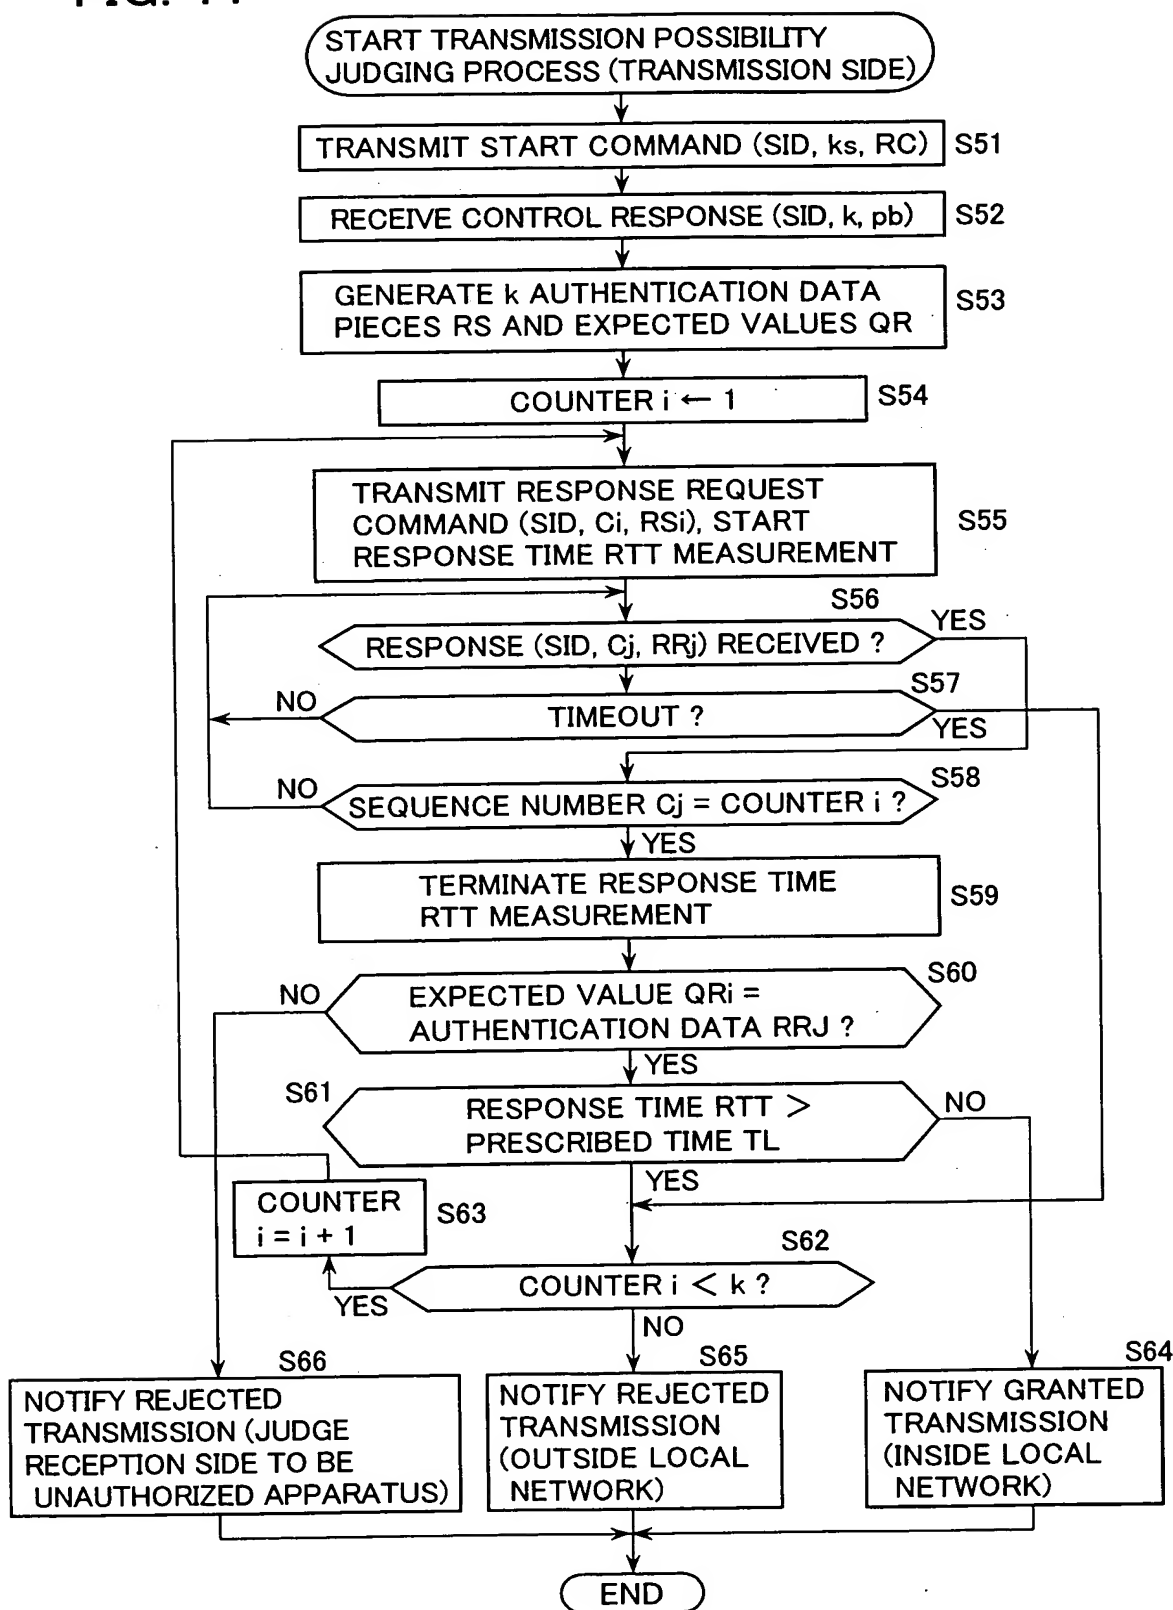 START TRANSMISSION POSSIBILITY
JUDGING PROCESS (TRANSMISSION SIDE)
TRANSMIT START COMMAND (SID, ks, RC)
S51
RECEIVE CONTROL RESPONSE (SID, k, pb)
S52
GENERATE k AUTHENTICATION DATA
PIECES RS AND EXPECTED VALUES QR
S53
COUNTER i ← 1
S54
TRANSMIT RESPONSE REQUEST
COMMAND (SID, Ci, RSi), START
RESPONSE TIME RTT MEASUREMENT
S55
S56
RESPONSE (SID, Cj, RRj) RECEIVED ?
YES
S57
NO
TIMEOUT ?
YES
S58
NO
SEQUENCE NUMBER Cj = COUNTER i ?
YES
TERMINATE RESPONSE TIME
RTT MEASUREMENT
S59
S60
NO
EXPECTED VALUE QRi =
AUTHENTICATION DATA RRJ ?
YES
S61
RESPONSE TIME RTT >
PRESCRIBED TIME TL
NO
YES
COUNTER
i = i + 1
S63
S62
COUNTER i < k ?
YES
NO
S66
NOTIFY REJECTED
TRANSMISSION (JUDGE
RECEPTION SIDE TO BE
UNAUTHORIZED APPARATUS)
S65
NOTIFY REJECTED
TRANSMISSION
(OUTSIDE LOCAL
NETWORK)
S64
NOTIFY GRANTED
TRANSMISSION
(INSIDE LOCAL
NETWORK)
END